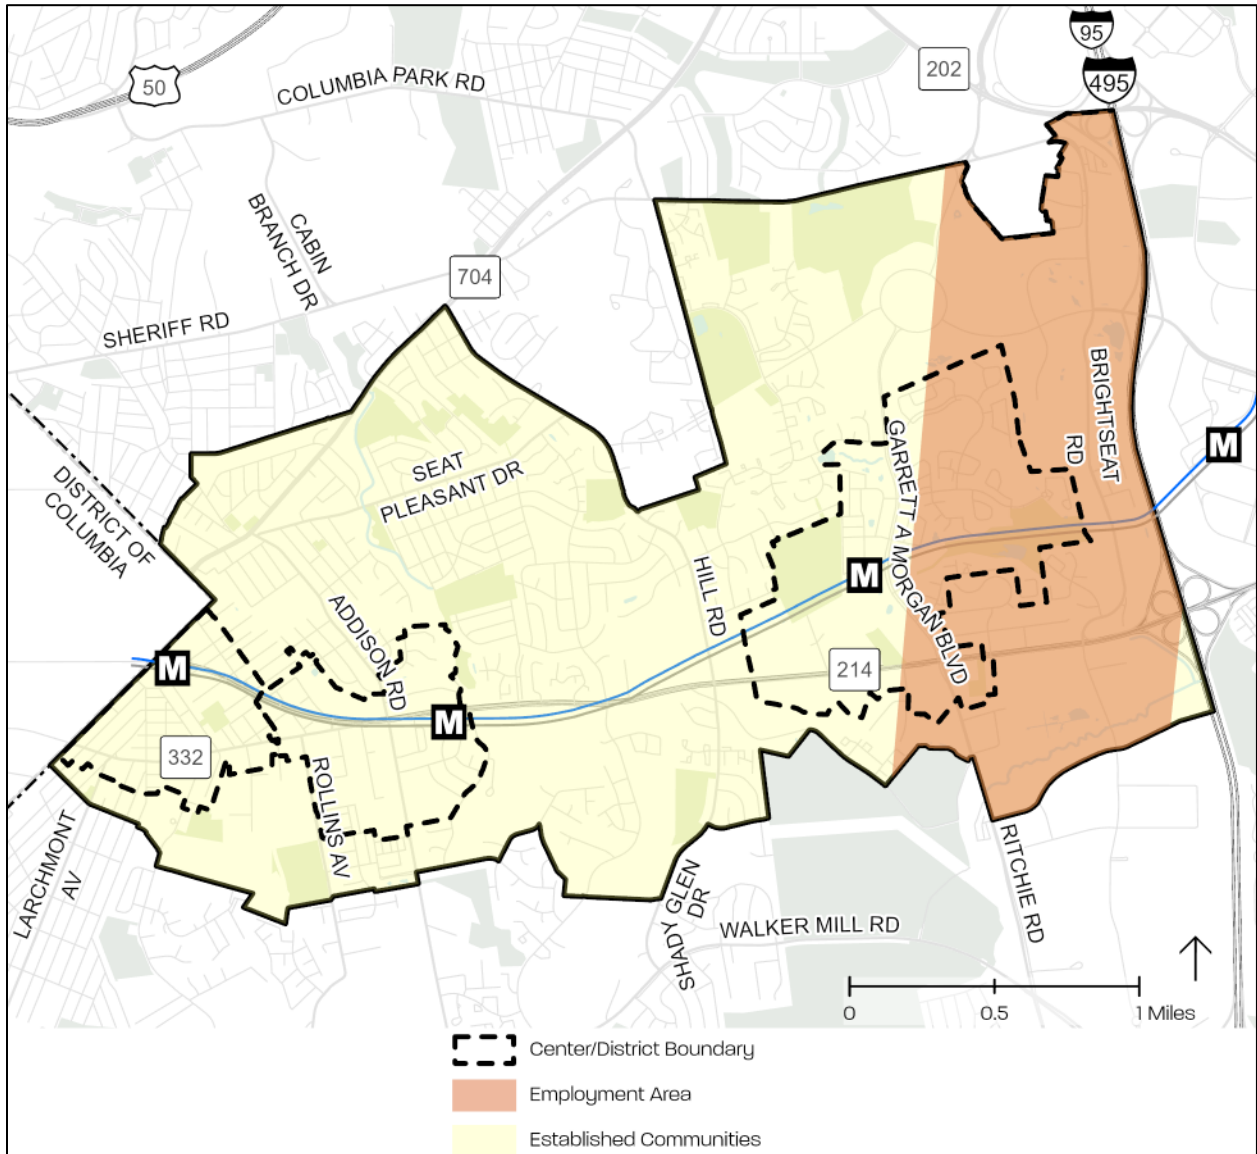 95
50
202
495
COLUMBIA PARK RD
CABIN
BRANCH DR
704
SHERIFF RD
BRIGHTSEAT
RD
GARRETT A MORGAN BLVD
SEAT
PLEASANT DR
DISTRICT OF
COLUMBIA
M
HILL RD
M
ADDISON RD
M
214
M
332
ROLLINS AV
LARCHMONT
AV
SHADY GLEN
DR
RITCHIE RD
WALKER MILL RD
0
0.5
1 Miles
Center/District Boundary
Employment Area
Established Communities